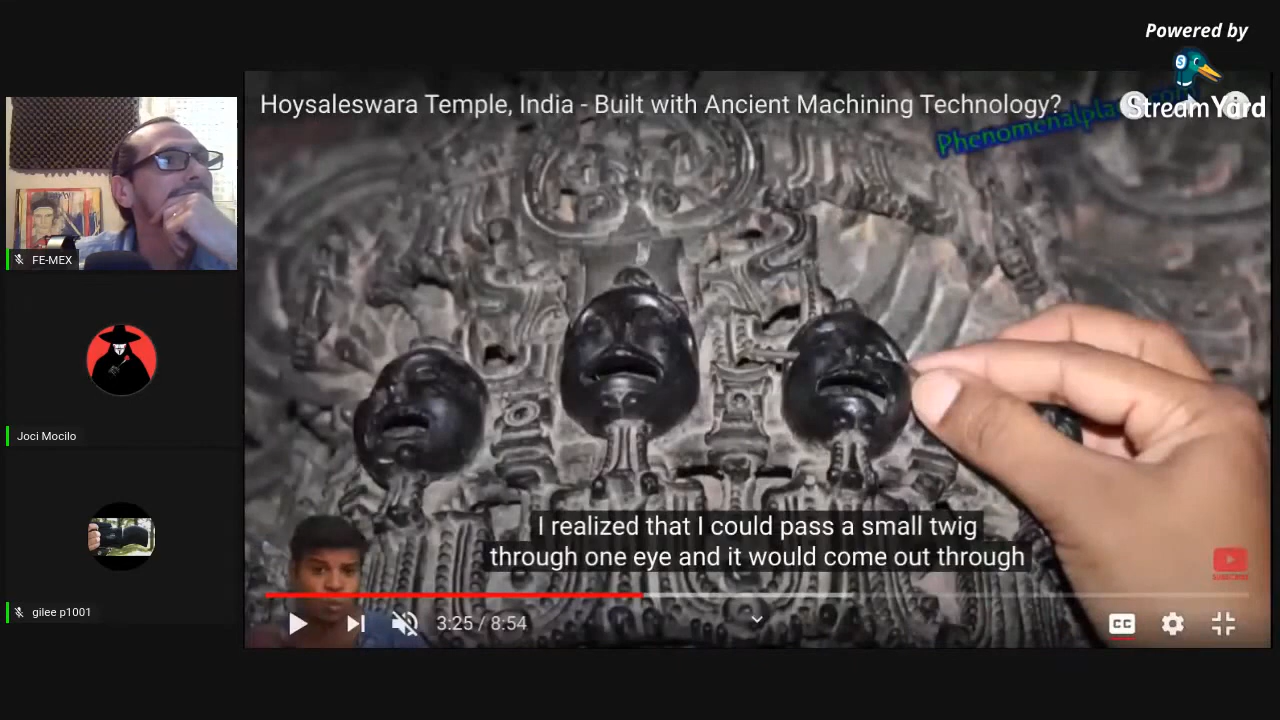 Powered by
StreamYard
Hoysaleswara Temple, India - Built with Ancient Machining Technology?
FE-MEX
Joci Mocilo
gilee p1001
I realized that I could pass a small twig
through one eye and it would come out through
3:25 / 8:54
CC